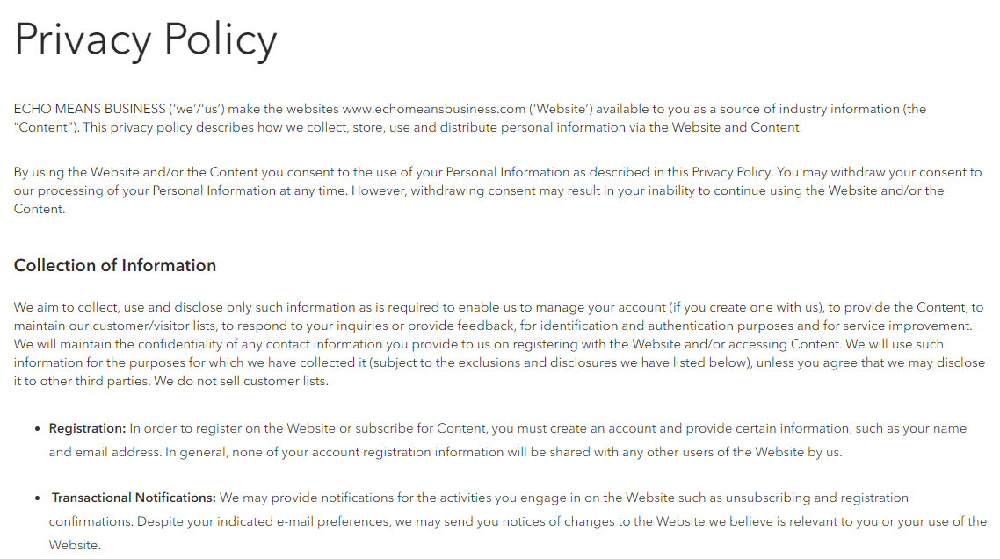 Privacy Policy
ECHO MEANS BUSINESS (‘we’/‘us’) make the websites www.echomeansbusiness.com (‘Website’) available to you as a source of industry information (the
“Content”). This privacy policy describes how we collect, store, use and distribute personal information via the Website and Content.
By using the Website and/or the Content you consent to the use of your Personal Information as described in this Privacy Policy. You may withdraw your consent to
our processing of your Personal Information at any time. However, withdrawing consent may result in your inability to continue using the Website and/or the
Content.
Collection of Information
We aim to collect, use and disclose only such information as is required to enable us to manage your account (if you create one with us), to provide the Content, to
maintain our customer/visitor lists, to respond to your inquiries or provide feedback, for identification and authentication purposes and for service improvement.
We will maintain the confidentiality of any contact information you provide to us on registering with the Website and/or accessing Content. We will use such
information for the purposes for which we have collected it (subject to the exclusions and disclosures we have listed below), unless you agree that we may disclose
it to other third parties. We do not sell customer lists.
• Registration: In order to register on the Website or subscribe for Content, you must create an account and provide certain information, such as your name
and email address. In general, none of your account registration information will be shared with any other users of the Website by us.
• Transactional Notifications: We may provide notifications for the activities you engage in on the Website such as unsubscribing and registration
confirmations. Despite your indicated e-mail preferences, we may send you notices of changes to the Website we believe is relevant to you or your use of the
Website.